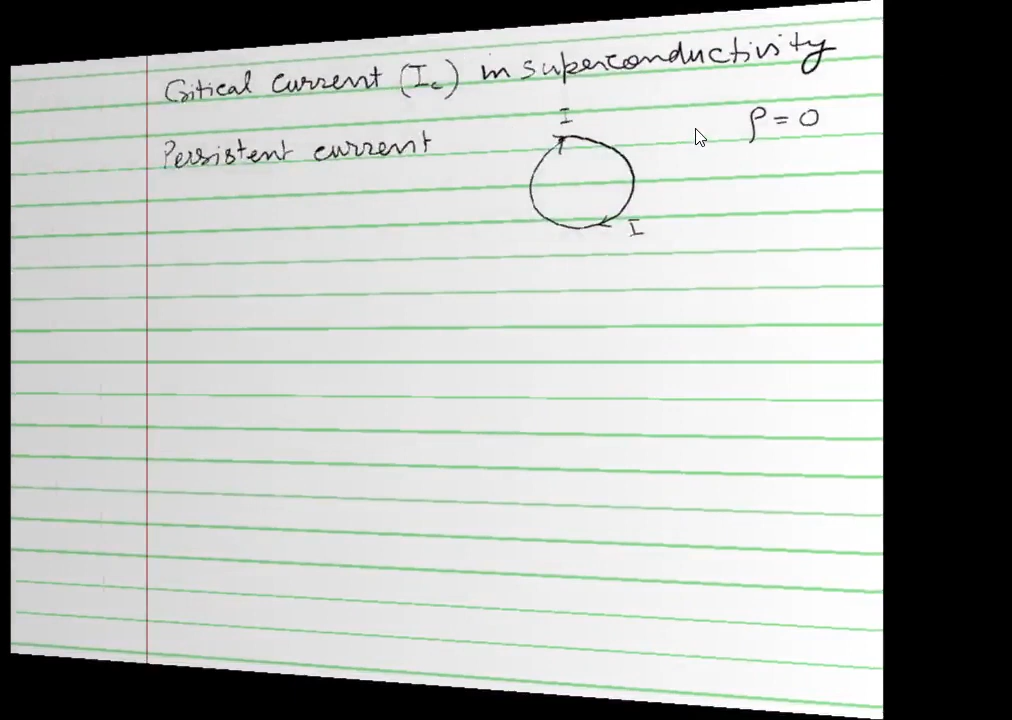 Critical current (Ic) in superconductivity
I
ρ = 0
Persistent current
I